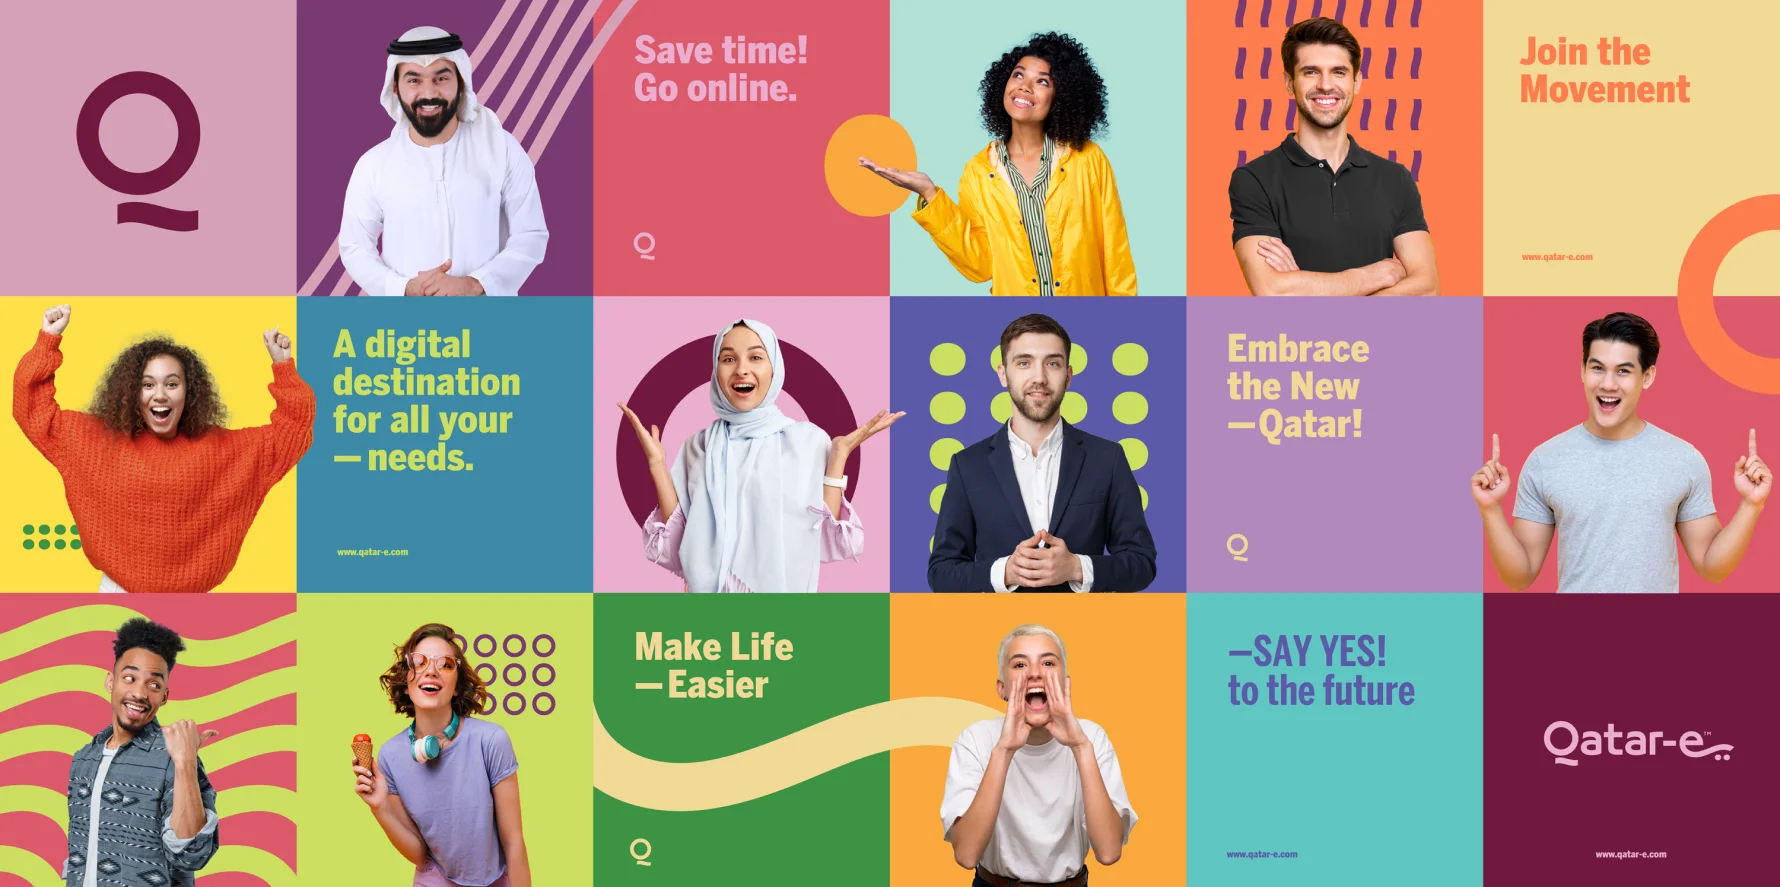 Q
Save time!
Go online.
Q
Join the
Movement
www.qatar-e.com
A digital
destination
for all your
— needs.
www.qatar-e.com
Embrace
the New
—Qatar!
Q
Make Life
—Easier
Q
—SAY YES!
to the future
www.qatar-e.com
Qatar-e™
www.qatar-e.com